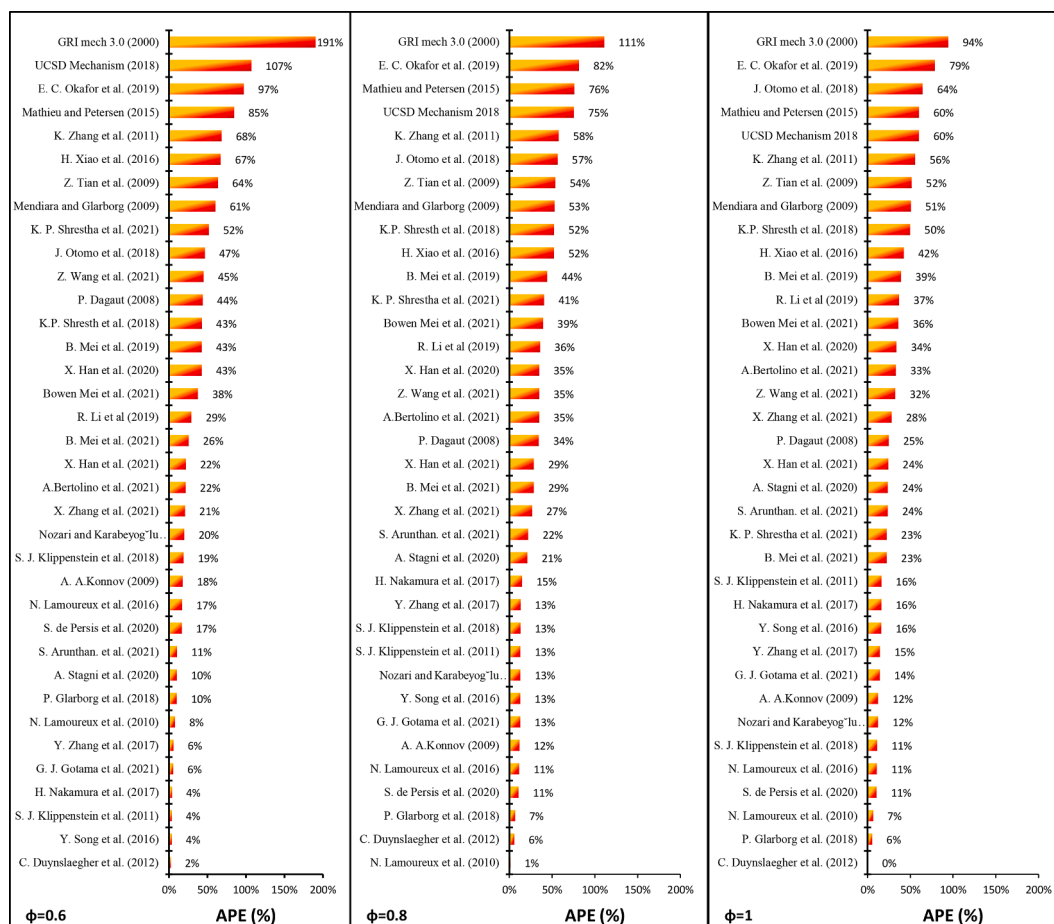 GRI mech 3.0 (2000) 191%
UCSD Mechanism (2018) 107%
E. C. Okafor et al. (2019) 97%
Mathieu and Petersen (2015) 85%
K. Zhang et al. (2011) 68%
H. Xiao et al. (2016) 67%
Z. Tian et al. (2009) 64%
Mendiara and Glarborg (2009) 61%
K. P. Shrestha et al. (2021) 52%
J. Otomo et al. (2018) 47%
Z. Wang et al. (2021) 45%
P. Dagaut (2008) 44%
K.P. Shresth et al. (2018) 43%
B. Mei et al. (2019) 43%
X. Han et al. (2020) 43%
Bowen Mei et al. (2021) 38%
R. Li et al (2019) 29%
B. Mei et al. (2021) 26%
X. Han et al. (2021) 22%
A.Bertolino et al. (2021) 22%
X. Zhang et al. (2021) 21%
Nozari and Karabeyog˘lu.. 20%
S. J. Klippenstein et al. (2018) 19%
A. A.Konnov (2009) 18%
N. Lamoureux et al. (2016) 17%
S. de Persis et al. (2020) 17%
S. Arunthan. et al. (2021) 11%
A. Stagni et al. (2020) 10%
P. Glarborg et al. (2018) 10%
N. Lamoureux et al. (2010) 8%
Y. Zhang et al. (2017) 6%
G. J. Gotama et al. (2021) 6%
H. Nakamura et al. (2017) 4%
S. J. Klippenstein et al. (2011) 4%
Y. Song et al. (2016) 4%
C. Duynslaegher et al. (2012) 2%
0% 50% 100% 150% 200%
ϕ=0.6 APE (%)
GRI mech 3.0 (2000) 111%
E. C. Okafor et al. (2019) 82%
Mathieu and Petersen (2015) 76%
UCSD Mechanism 2018 75%
K. Zhang et al. (2011) 58%
J. Otomo et al. (2018) 57%
Z. Tian et al. (2009) 54%
Mendiara and Glarborg (2009) 53%
K.P. Shresth et al. (2018) 52%
H. Xiao et al. (2016) 52%
B. Mei et al. (2019) 44%
K. P. Shrestha et al. (2021) 41%
Bowen Mei et al. (2021) 39%
R. Li et al (2019) 36%
X. Han et al. (2020) 35%
Z. Wang et al. (2021) 35%
A.Bertolino et al. (2021) 35%
P. Dagaut (2008) 34%
X. Han et al. (2021) 29%
B. Mei et al. (2021) 29%
X. Zhang et al. (2021) 27%
S. Arunthan. et al. (2021) 22%
A. Stagni et al. (2020) 21%
H. Nakamura et al. (2017) 15%
Y. Zhang et al. (2017) 13%
S. J. Klippenstein et al. (2018) 13%
S. J. Klippenstein et al. (2011) 13%
Nozari and Karabeyog˘lu.. 13%
Y. Song et al. (2016) 13%
G. J. Gotama et al. (2021) 13%
A. A.Konnov (2009) 12%
N. Lamoureux et al. (2016) 11%
S. de Persis et al. (2020) 11%
P. Glarborg et al. (2018) 7%
C. Duynslaegher et al. (2012) 6%
N. Lamoureux et al. (2010) 1%
0% 50% 100% 150% 200%
ϕ=0.8 APE (%)
GRI mech 3.0 (2000) 94%
E. C. Okafor et al. (2019) 79%
J. Otomo et al. (2018) 64%
Mathieu and Petersen (2015) 60%
UCSD Mechanism 2018 60%
K. Zhang et al. (2011) 56%
Z. Tian et al. (2009) 52%
Mendiara and Glarborg (2009) 51%
K.P. Shresth et al. (2018) 50%
H. Xiao et al. (2016) 42%
B. Mei et al. (2019) 39%
R. Li et al (2019) 37%
Bowen Mei et al. (2021) 36%
X. Han et al. (2020) 34%
A.Bertolino et al. (2021) 33%
Z. Wang et al. (2021) 32%
X. Zhang et al. (2021) 28%
P. Dagaut (2008) 25%
X. Han et al. (2021) 24%
A. Stagni et al. (2020) 24%
S. Arunthan. et al. (2021) 24%
K. P. Shrestha et al. (2021) 23%
B. Mei et al. (2021) 23%
S. J. Klippenstein et al. (2011) 16%
H. Nakamura et al. (2017) 16%
Y. Song et al. (2016) 16%
Y. Zhang et al. (2017) 15%
G. J. Gotama et al. (2021) 14%
A. A.Konnov (2009) 12%
Nozari and Karabeyog˘lu.. 12%
S. J. Klippenstein et al. (2018) 11%
N. Lamoureux et al. (2016) 11%
S. de Persis et al. (2020) 11%
N. Lamoureux et al. (2010) 7%
P. Glarborg et al. (2018) 6%
C. Duynslaegher et al. (2012) 0%
0% 50% 100% 150% 200%
ϕ=1 APE (%)